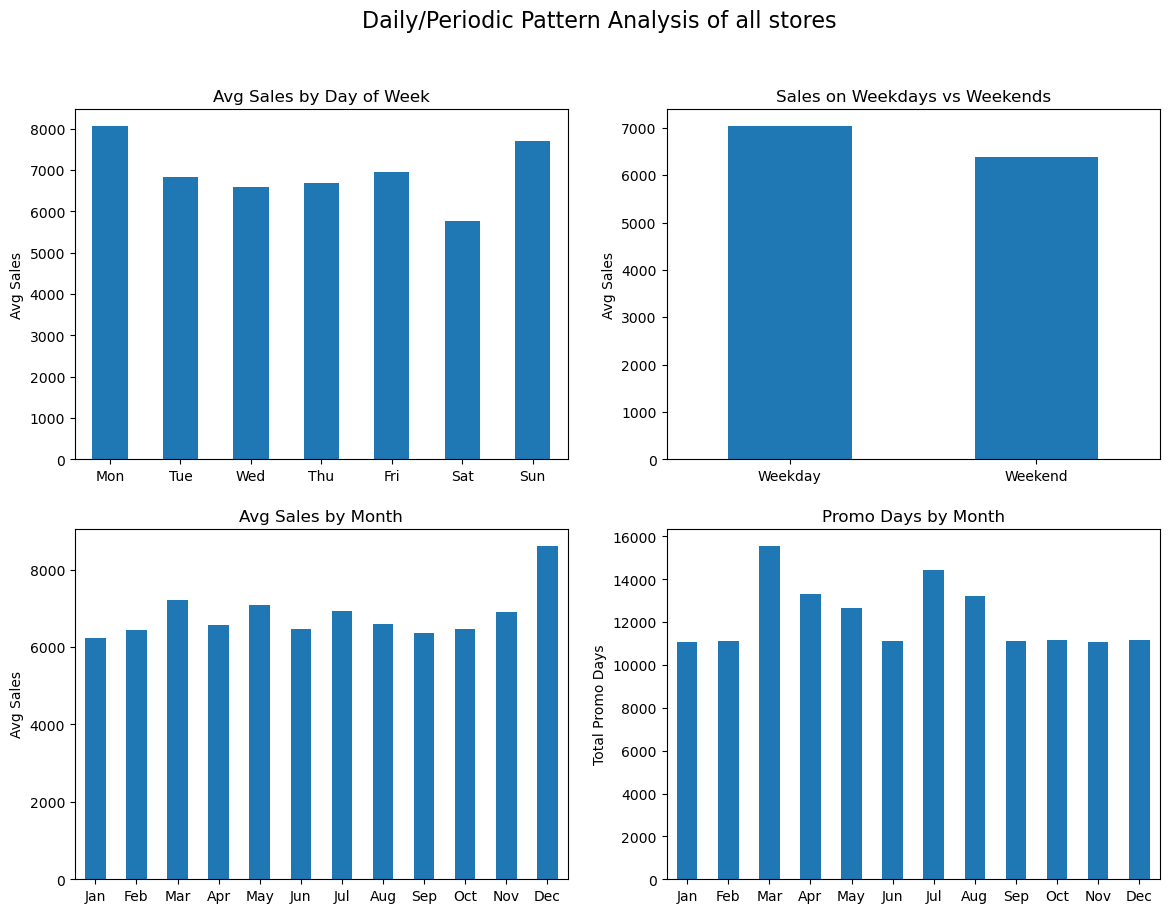 Daily/Periodic Pattern Analysis of all stores
Avg Sales by Day of Week
8000
7000
6000
5000
4000
3000
2000
1000
0
Avg Sales
Mon Tue Wed Thu Fri Sat Sun
Sales on Weekdays vs Weekends
7000
6000
5000
4000
3000
2000
1000
0
Avg Sales
Weekday Weekend
Avg Sales by Month
8000
6000
4000
2000
0
Avg Sales
Jan Feb Mar Apr May Jun Jul Aug Sep Oct Nov Dec
Promo Days by Month
16000
14000
12000
10000
8000
6000
4000
2000
0
Total Promo Days
Jan Feb Mar Apr May Jun Jul Aug Sep Oct Nov Dec